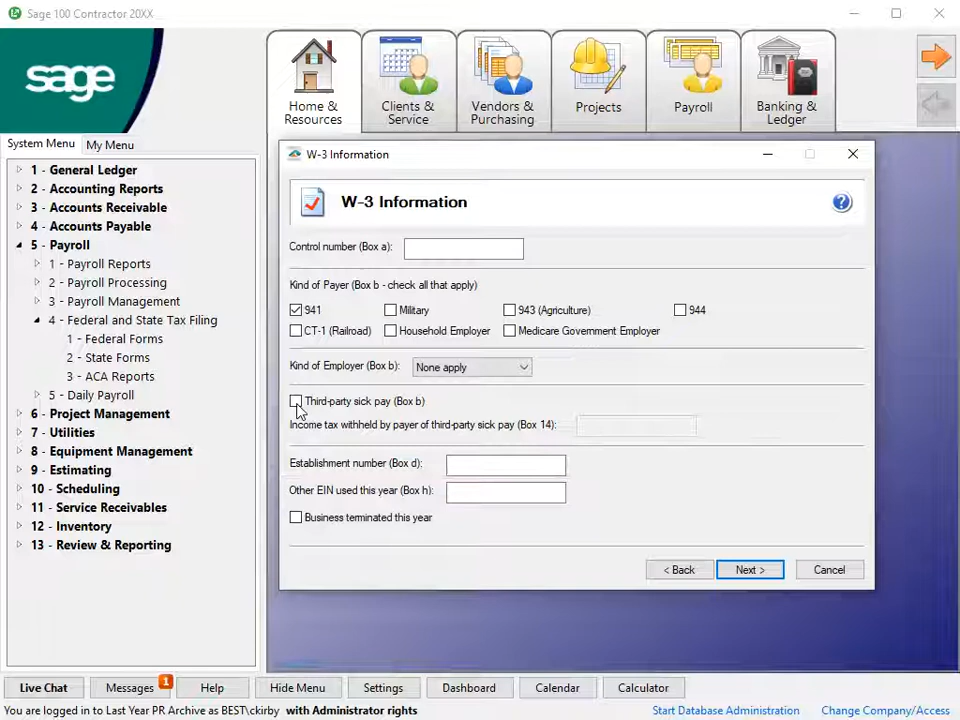 Sage 100 Contractor 20XX
sage
Home & Resources
Clients & Service
Vendors & Purchasing
Projects
Payroll
Banking & Ledger
System Menu
My Menu
1 - General Ledger
2 - Accounting Reports
3 - Accounts Receivable
4 - Accounts Payable
5 - Payroll
1 - Payroll Reports
2 - Payroll Processing
3 - Payroll Management
4 - Federal and State Tax Filing
1 - Federal Forms
2 - State Forms
3 - ACA Reports
5 - Daily Payroll
6 - Project Management
7 - Utilities
8 - Equipment Management
9 - Estimating
10 - Scheduling
11 - Service Receivables
12 - Inventory
13 - Review & Reporting
W-3 Information
W-3 Information
?
Control number (Box a):
Kind of Payer (Box b - check all that apply)
941 Military 943 (Agriculture) 944
CT-1 (Railroad) Household Employer Medicare Government Employer
Kind of Employer (Box b): None apply
Third-party sick pay (Box b)
Income tax withheld by payer of third-party sick pay (Box 14):
Establishment number (Box d):
Other EIN used this year (Box h):
Business terminated this year
< Back Next > Cancel
Live Chat Messages 1 Help Hide Menu Settings Dashboard Calendar Calculator
You are logged in to Last Year PR Archive as BEST\ckirby with Administrator rights Start Database Administration Change Company/Access